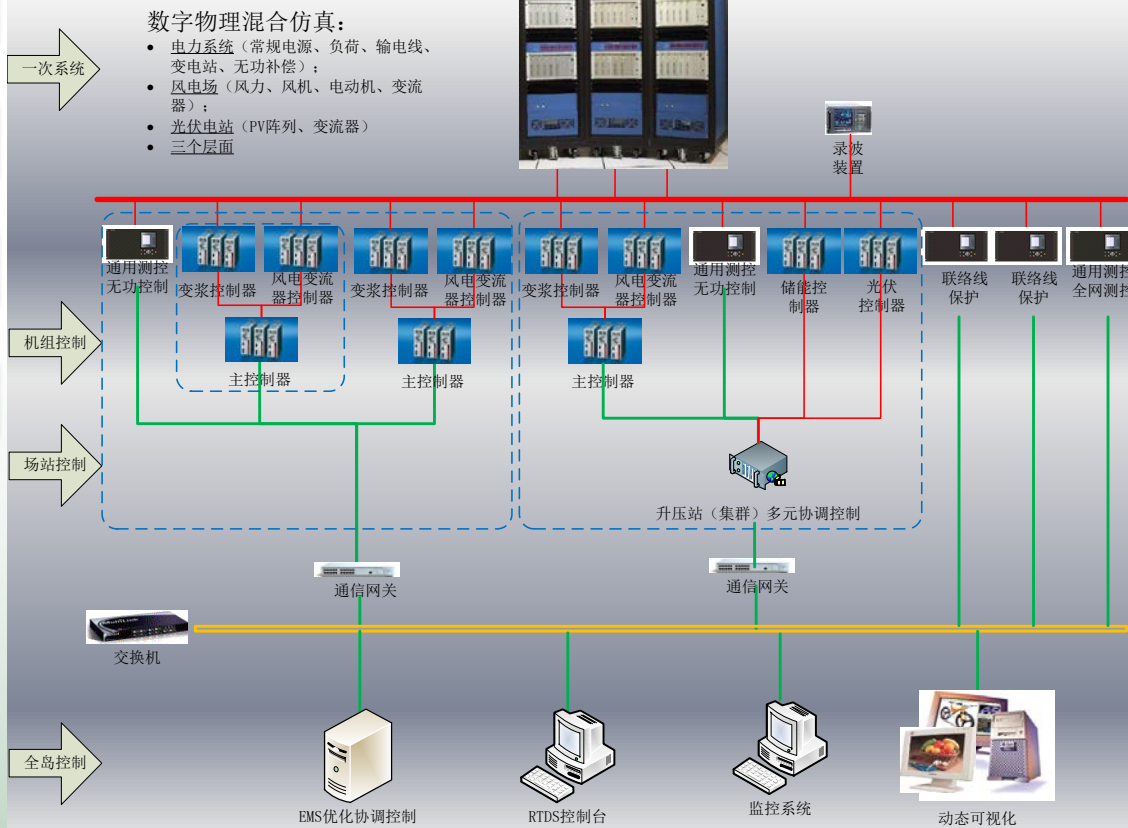 数字物理混合仿真：
• 电力系统（常规电源、负荷、输电线、
变电站、无功补偿）；
• 风电场（风力、风机、电动机、变流
器）；
• 光伏电站（PV阵列、变流器）
• 三个层面
一次系统
录波
装置
通用测控
无功控制
变浆控制器
风电变流
器控制器
变浆控制器
风电变流
器控制器
变浆控制器
风电变流
器控制器
通用测控
无功控制
储能控
制器
光伏
控制器
联络线
保护
联络线
保护
通用测控
全网测控
机组控制
主控制器
主控制器
主控制器
场站控制
升压站（集群）多元协调控制
通信网关
通信网关
交换机
全岛控制
EMS优化协调控制
RTDS控制台
监控系统
动态可视化